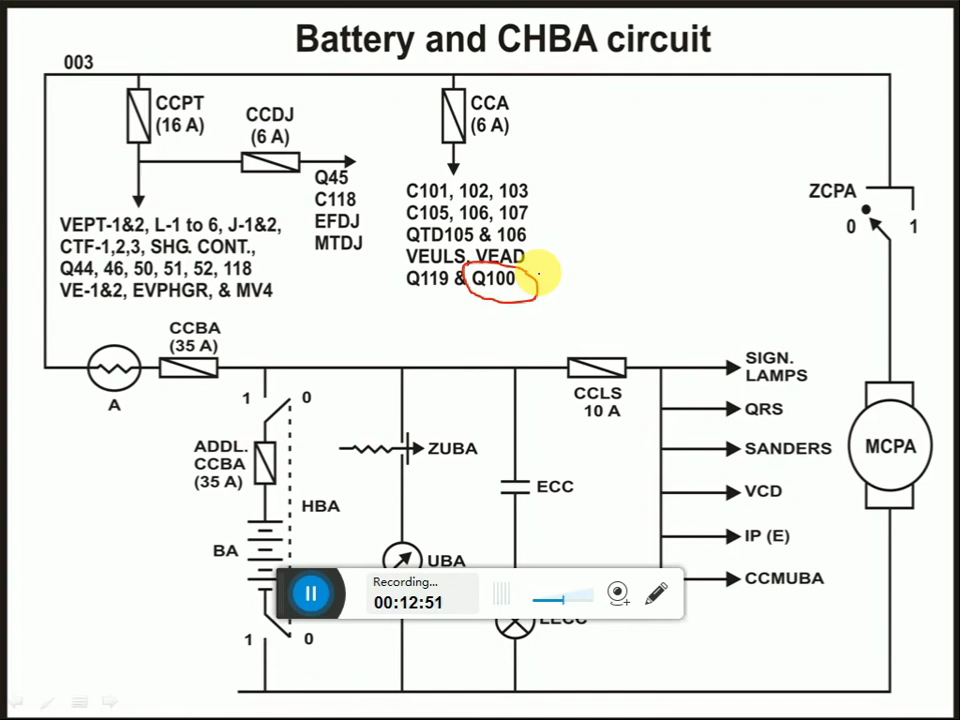 Battery and CHBA circuit
003
CCPT
(16 A)
CCDJ
(6 A)
CCA
(6 A)
Q45
C118
EFDJ
MTDJ
C101, 102, 103
C105, 106, 107
QTD105 & 106
VEULS, VEAD
Q119 & Q100
ZCPA
0
1
VEPT-1&2, L-1 to 6, J-1&2,
CTF-1,2,3, SHG. CONT.,
Q44, 46, 50, 51, 52, 118
VE-1&2, EVPHGR, & MV4
CCBA
(35 A)
A
CCLS
10 A
SIGN.
LAMPS
QRS
SANDERS
VCD
IP (E)
CCMUBA
MCPA
1
0
ADDL.
CCBA
(35 A)
HBA
BA
ZUBA
UBA
ECC
Recording...
00:12:51
LECC
1
0